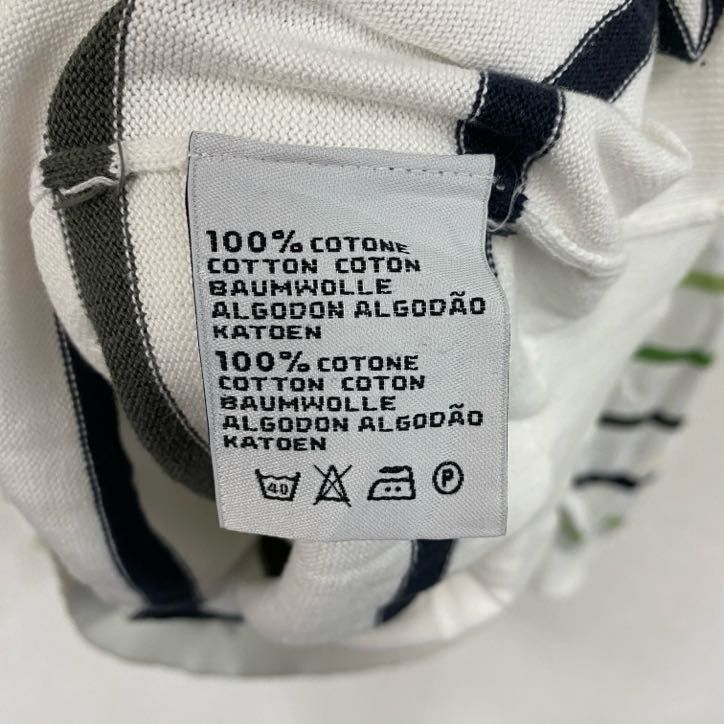 100% COTONE
COTTON COTON
BAUMWOLLE
ALGODON ALGODÃO
KATOEN
100% COTONE
COTTON COTON
BAUMWOLLE
ALGODON ALGODÃO
KATOEN
40 P